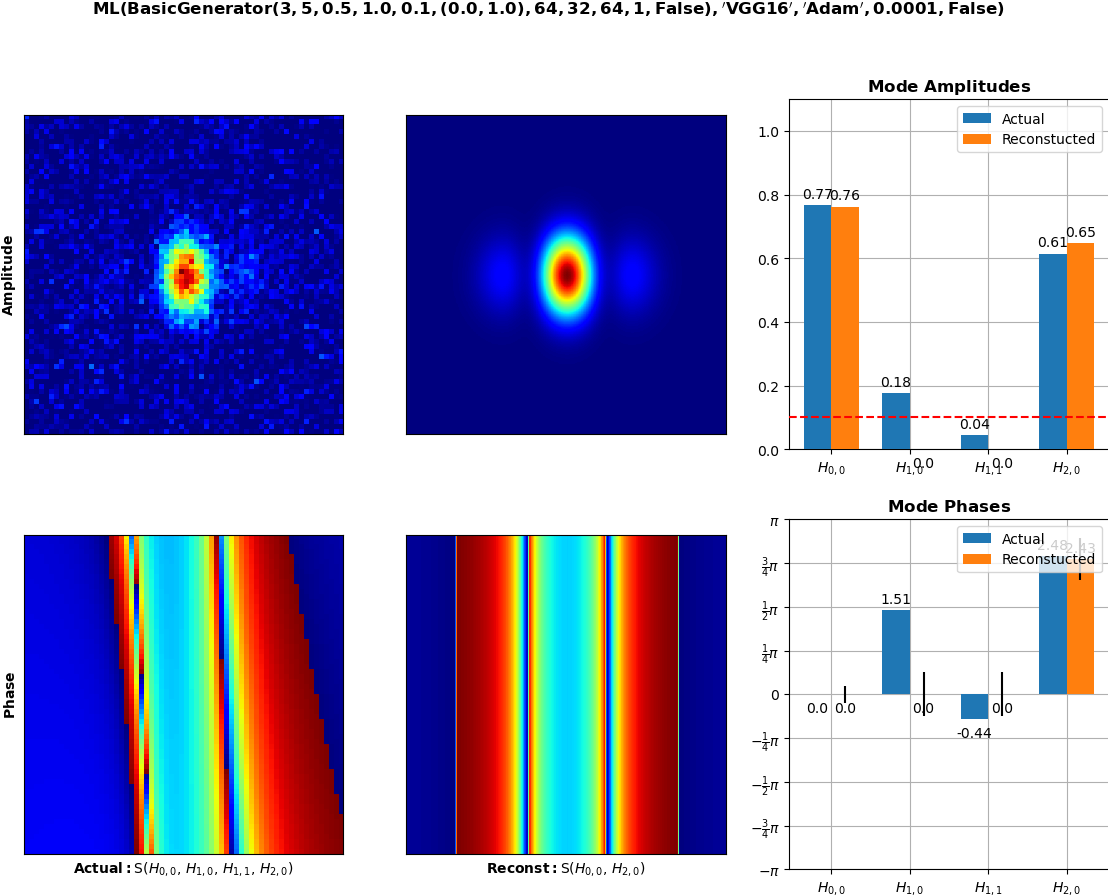 ML(BasicGenerator(3, 5, 0.5, 1.0, 0.1, (0.0, 1.0), 64, 32, 64, 1, False), ′VGG16′, ′Adam′, 0.0001, False)
Amplitude
Mode Amplitudes
Actual
Reconstucted
1.0
0.8
0.6
0.4
0.2
0.0
0.77
0.76
0.18
0.0
0.04
0.0
0.61
0.65
H0,0
H1,0
H1,1
H2,0
Phase
Actual: S(H0,0, H1,0, H1,1, H2,0)
Reconst: S(H0,0, H2,0)
Mode Phases
Actual
Reconstucted
π
3/4π
1/2π
1/4π
0
−1/4π
−1/2π
−3/4π
−π
0.0
0.0
1.51
0.0
-0.44
0.0
2.48
2.43
H0,0
H1,0
H1,1
H2,0